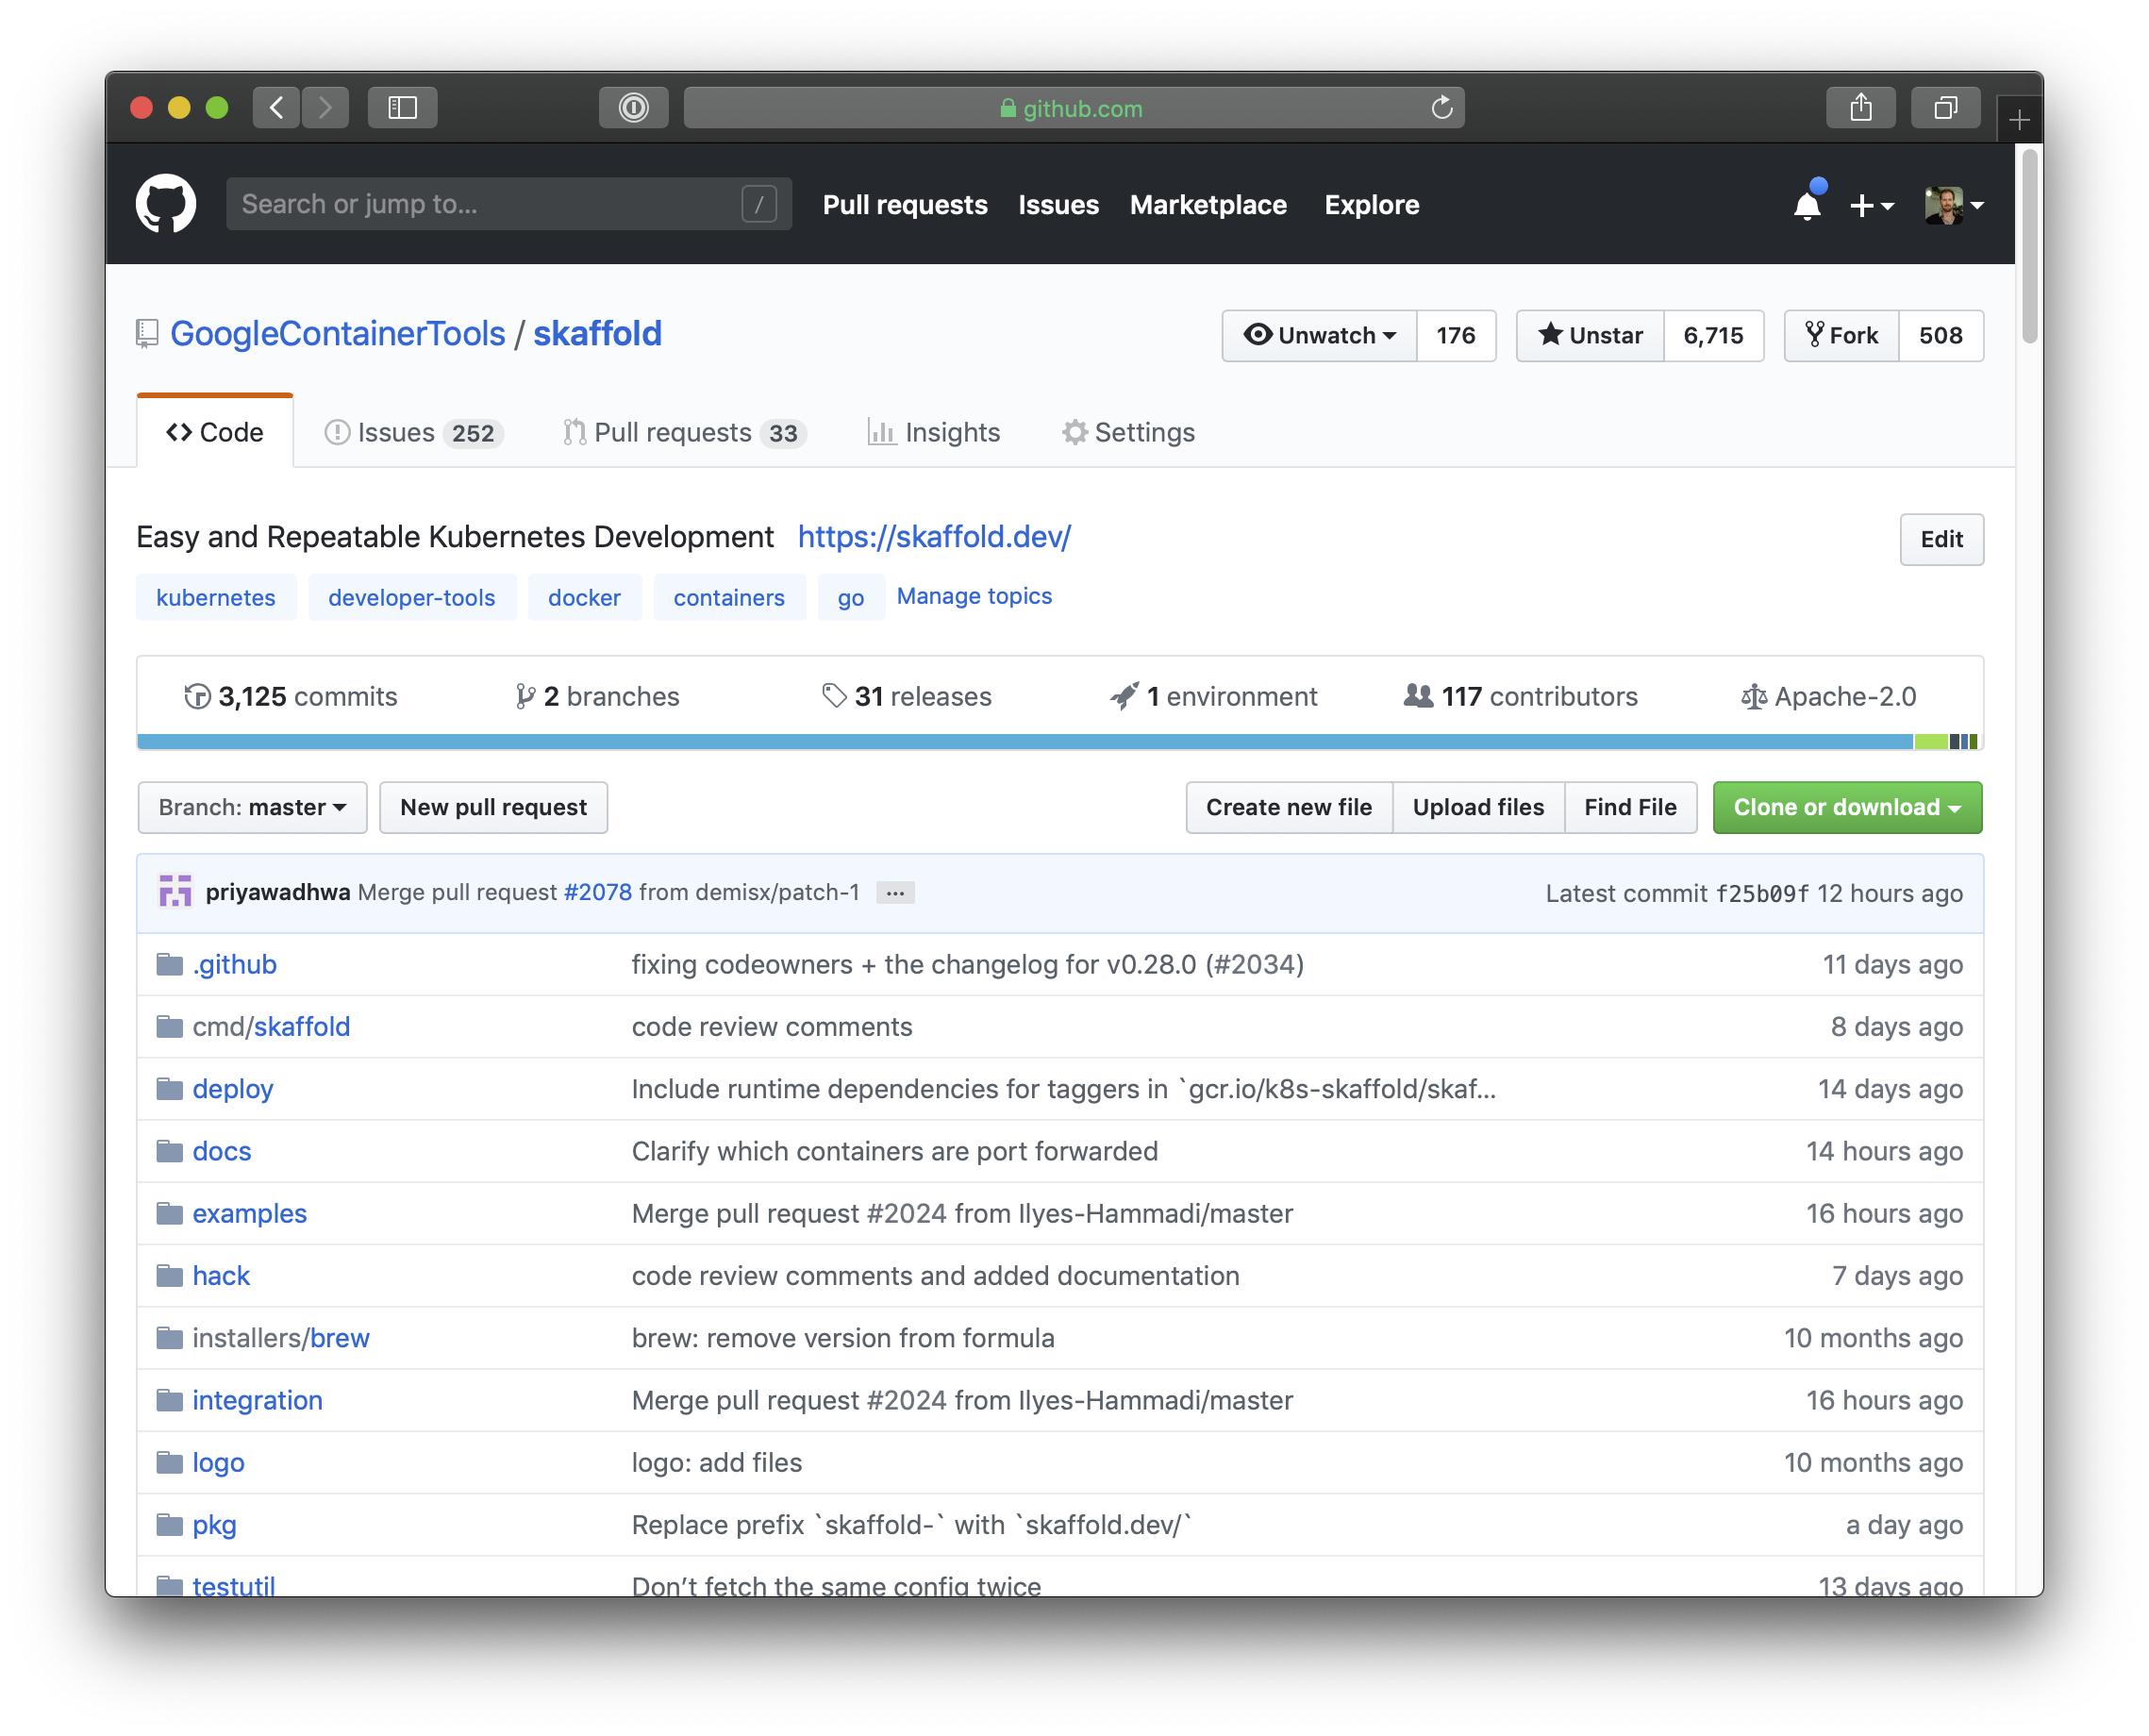 github.com
Search or jump to... / Pull requests Issues Marketplace Explore
GoogleContainerTools / skaffold Unwatch 176 Unstar 6,715 Fork 508
Code Issues 252 Pull requests 33 Insights Settings
Easy and Repeatable Kubernetes Development https://skaffold.dev/ Edit
kubernetes developer-tools docker containers go Manage topics
3,125 commits 2 branches 31 releases 1 environment 117 contributors Apache-2.0
Branch: master New pull request Create new file Upload files Find File Clone or download
priyawadhwa Merge pull request #2078 from demisx/patch-1 ... Latest commit f25b09f 12 hours ago
.github fixing codeowners + the changelog for v0.28.0 (#2034) 11 days ago
cmd/skaffold code review comments 8 days ago
deploy Include runtime dependencies for taggers in `gcr.io/k8s-skaffold/skaf... 14 days ago
docs Clarify which containers are port forwarded 14 hours ago
examples Merge pull request #2024 from Ilyes-Hammadi/master 16 hours ago
hack code review comments and added documentation 7 days ago
installers/brew brew: remove version from formula 10 months ago
integration Merge pull request #2024 from Ilyes-Hammadi/master 16 hours ago
logo logo: add files 10 months ago
pkg Replace prefix `skaffold-` with `skaffold.dev/` a day ago
testutil Don’t fetch the same config twice 13 days ago